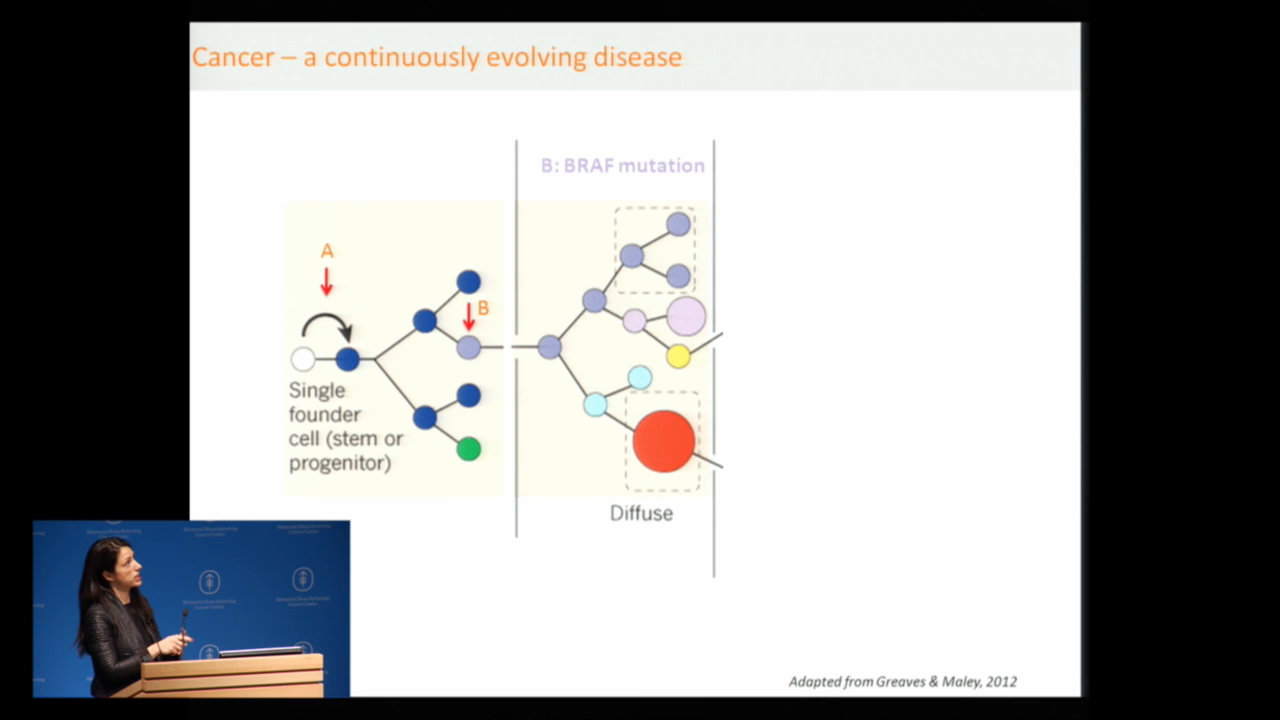 Cancer – a continuously evolving disease
B: BRAF mutation
A
B
Single
founder
cell (stem or
progenitor)
Diffuse
Adapted from Greaves & Maley, 2012